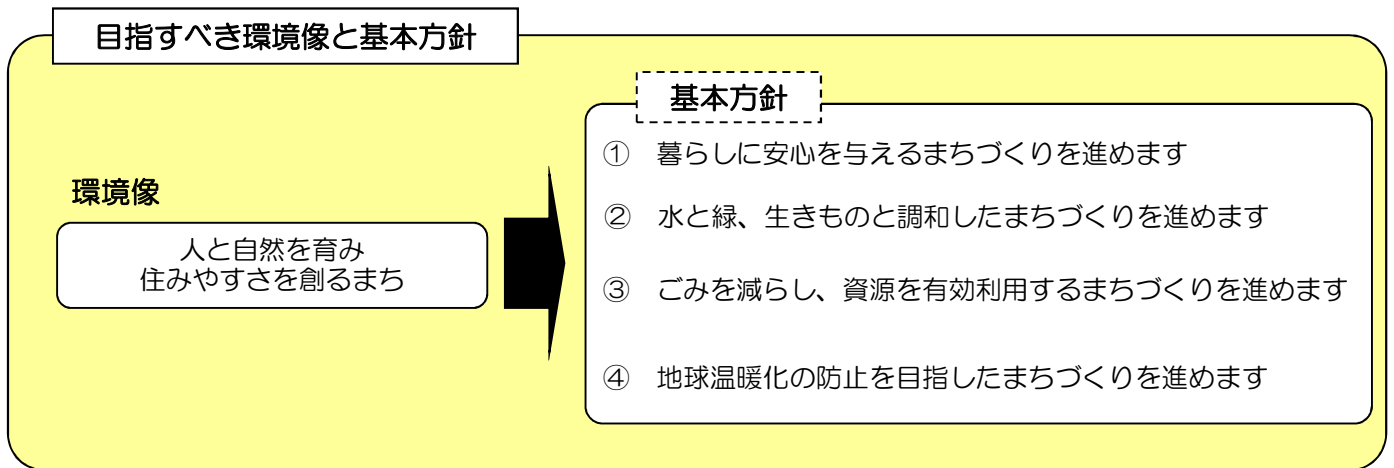 目指すべき環境像と基本方針
環境像
人と自然を育み
住みやすさを創るまち
基本方針
① 暮らしに安心を与えるまちづくりを進めます
② 水と緑、生きものと調和したまちづくりを進めます
③ ごみを減らし、資源を有効利用するまちづくりを進めます
④ 地球温暖化の防止を目指したまちづくりを進めます